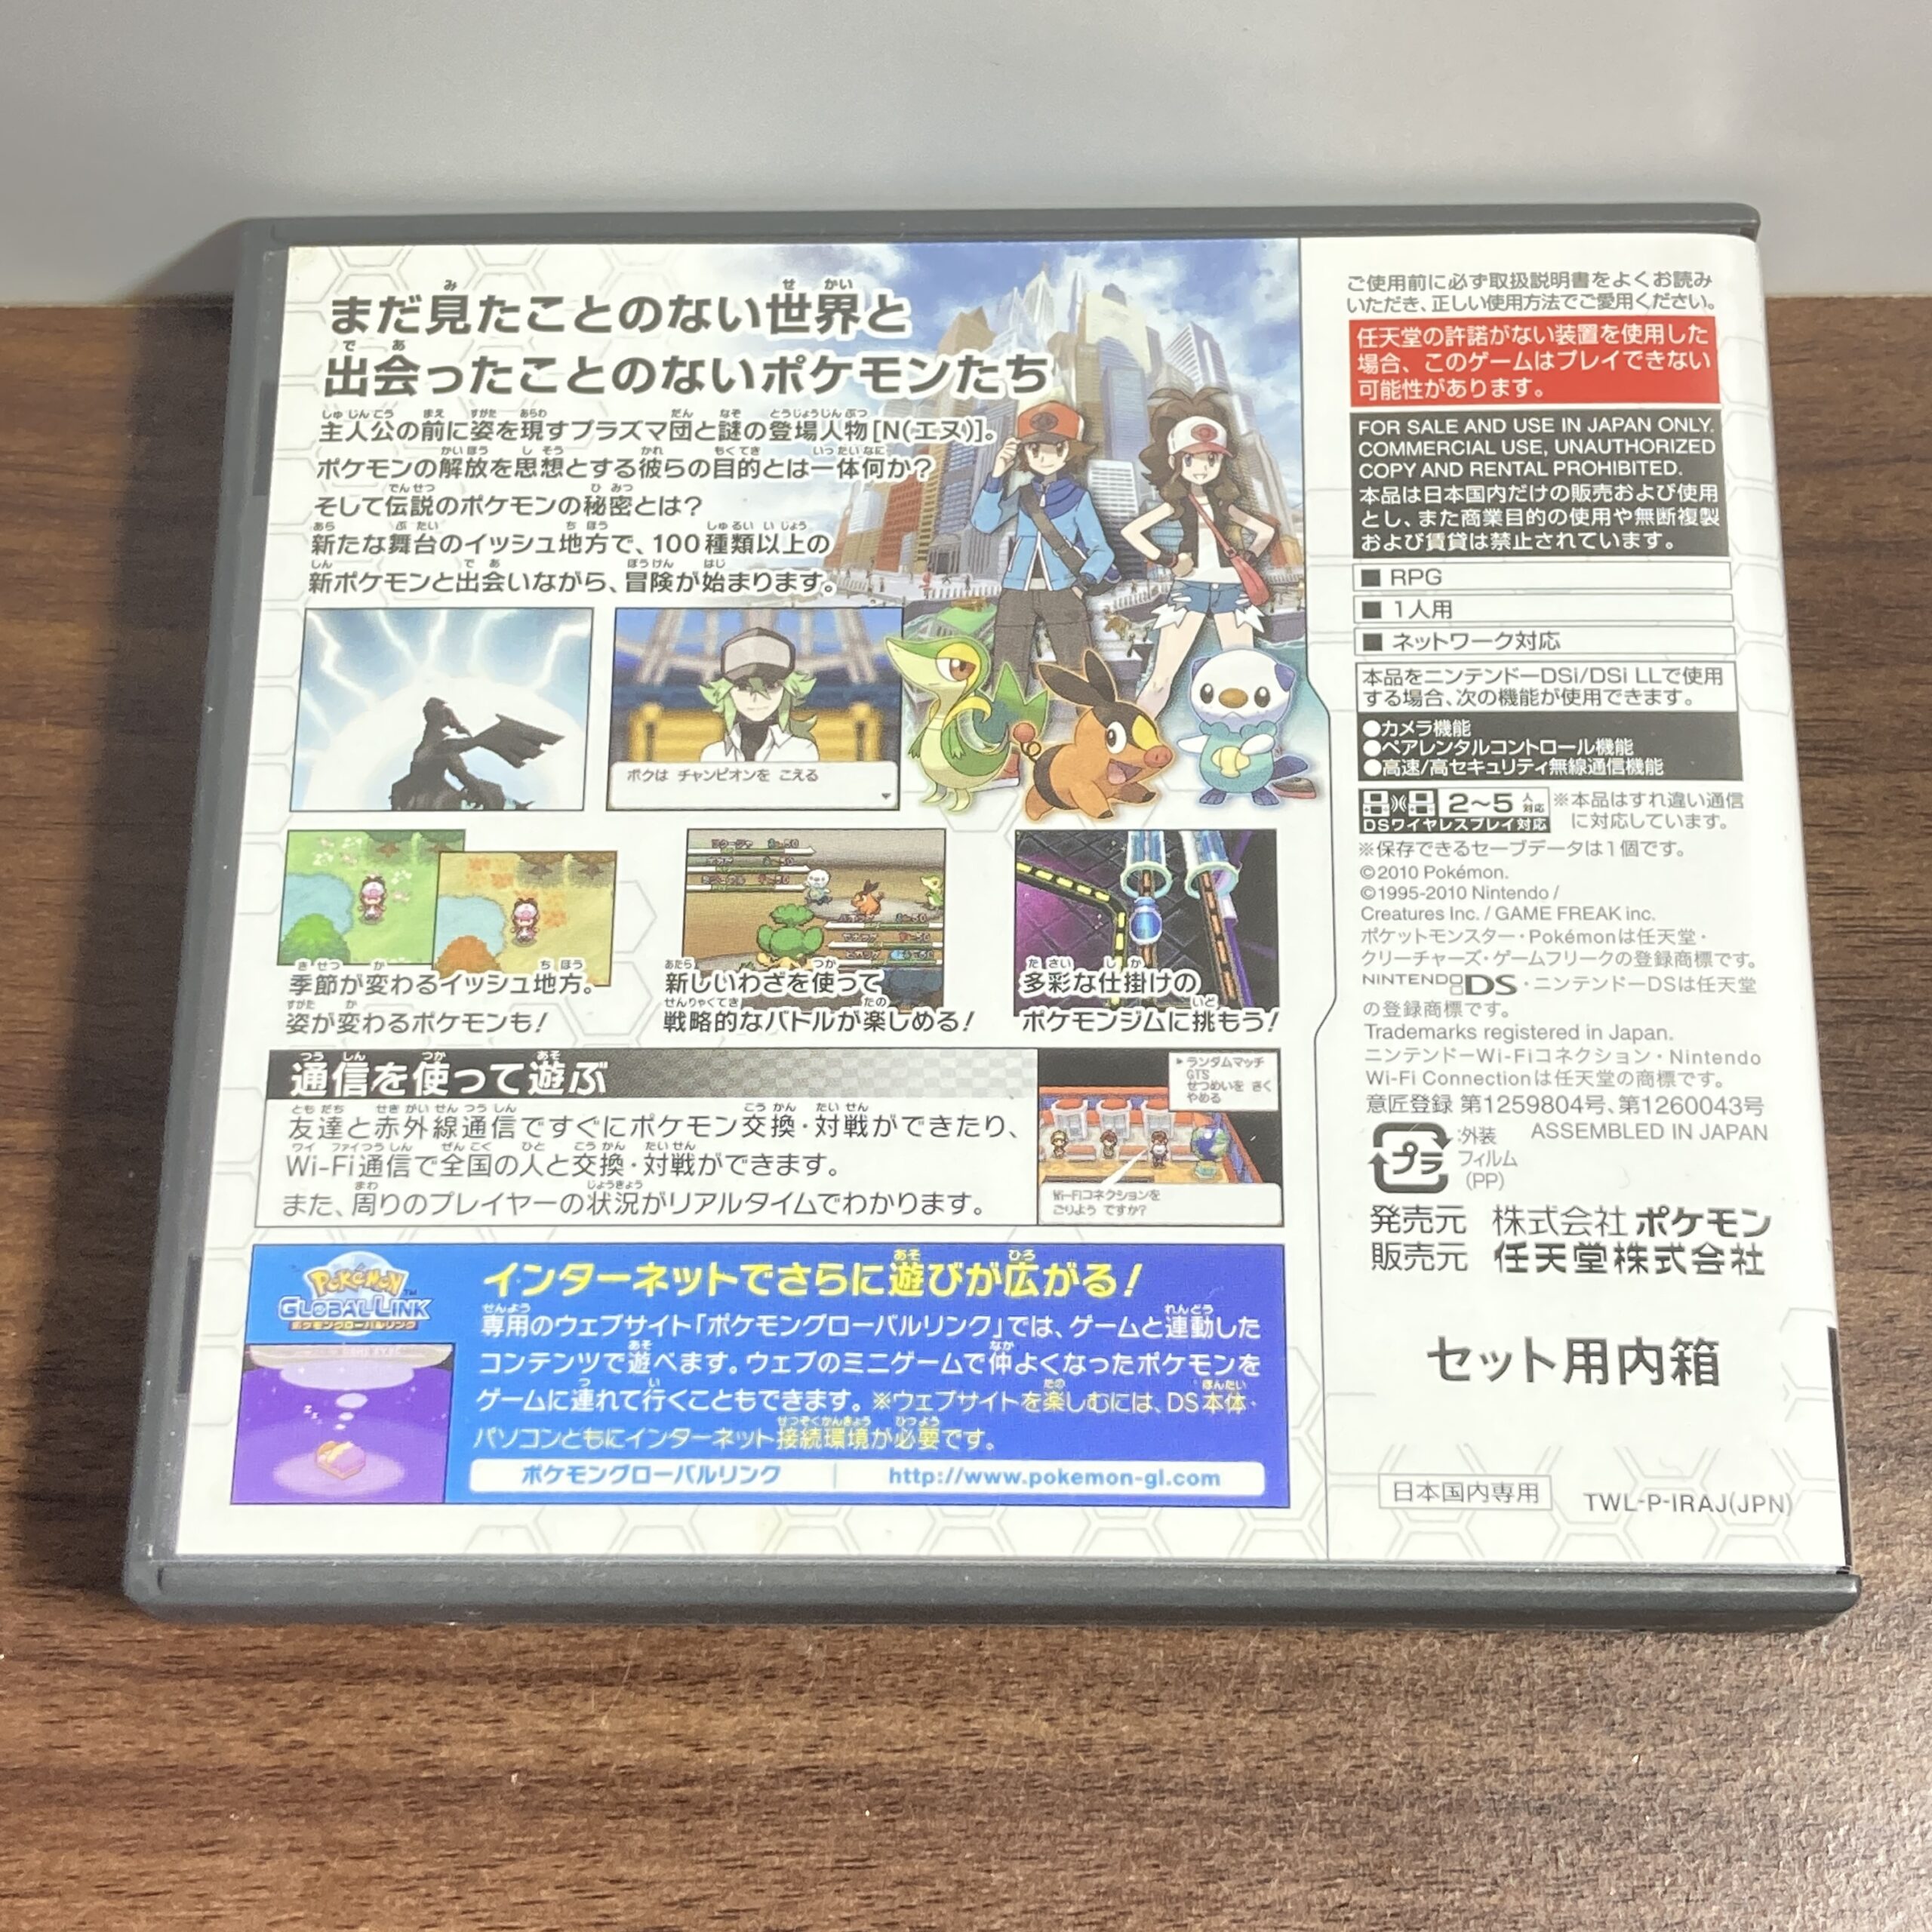 まだ見たことのない世界と
出会ったことのないポケモンたち
主人公の前に姿を現すプラズマ団と謎の登場人物[N(エヌ)]。
ポケモンの解放を思想とする彼らの目的とは一体何か?
そして伝説のポケモンの秘密とは?
新たな舞台のイッシュ地方で、100種類以上の
新ポケモンと出会いながら、冒険が始まります。
ボクは チャンピオンを こえる
季節が変わるイッシュ地方。
姿が変わるポケモンも!
新しいわざを使って
戦略的なバトルが楽しめる!
多彩な仕掛けの
ポケモンジムに挑もう!
通信を使って遊ぶ
友達と赤外線通信ですぐにポケモン交換・対戦ができたり、
Wi-Fi通信で全国の人と交換・対戦ができます。
また、周りのプレイヤーの状況がリアルタイムでわかります。
ランダムマッチ
GTS
せつめいを きく
やめる
Wi-Fiコネクションを
ごりよう ですか?
POKéMON
GLOBAL LINK
ポケモングローバルリンク
インターネットでさらに遊びが広がる!
専用のウェブサイト「ポケモングローバルリンク」では、ゲームと連動した
コンテンツで遊べます。ウェブのミニゲームで仲よくなったポケモンを
ゲームに連れて行くこともできます。※ウェブサイトを楽しむには、DS本体・
パソコンともにインターネット接続環境が必要です。
ポケモングローバルリンク http://www.pokemon-gl.com
ご使用前に必ず取扱説明書をよくお読み
いただき、正しい使用方法でご愛用ください。
任天堂の許諾がない装置を使用した
場合、このゲームはプレイできない
可能性があります。
FOR SALE AND USE IN JAPAN ONLY.
COMMERCIAL USE, UNAUTHORIZED
COPY AND RENTAL PROHIBITED.
本品は日本国内だけの販売および使用
とし、また商業目的の使用や無断複製
および賃貸は禁止されています。
■ RPG
■ 1人用
■ ネットワーク対応
本品をニンテンドーDSi/DSi LLで使用
する場合、次の機能が使用できます。
●カメラ機能
●ペアレンタルコントロール機能
●高速/高セキュリティ無線通信機能
2〜5人対応
DSワイヤレスプレイ対応
※本品はすれ違い通信
に対応しています。
※保存できるセーブデータは1個です。
©2010 Pokémon.
©1995-2010 Nintendo /
Creatures Inc. / GAME FREAK inc.
ポケットモンスター・Pokémonは任天堂・
クリーチャーズ・ゲームフリークの登録商標です。
NINTENDO DS・ニンテンドーDSは任天堂
の登録商標です。
Trademarks registered in Japan.
ニンテンドーWi-Fiコネクション・Nintendo
Wi-Fi Connectionは任天堂の商標です。
意匠登録 第1259804号、第1260043号
ASSEMBLED IN JAPAN
プラ
:外装
フィルム
(PP)
発売元 株式会社 ポケモン
販売元 任天堂株式会社
セット用内箱
日本国内専用
TWL-P-IRAJ(JPN)